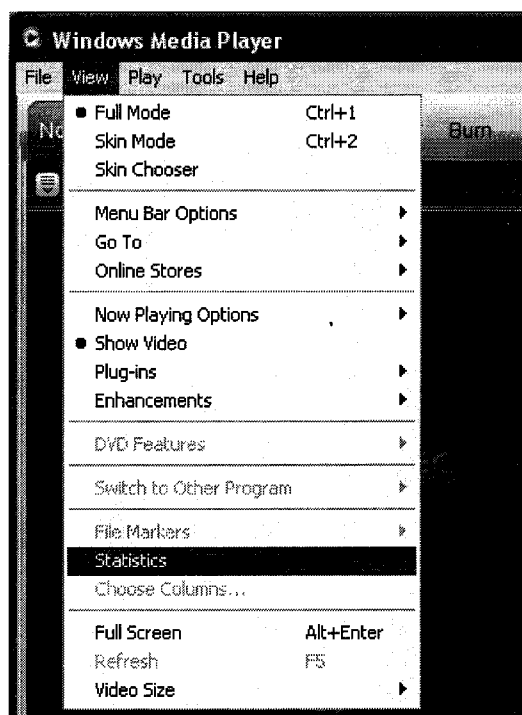 Windows Media Player
File View Play Tools Help
No Burn
Full Mode Ctrl+1
Skin Mode Ctrl+2
Skin Chooser
Menu Bar Options
Go To
Online Stores
Now Playing Options
Show Video
Plug-ins
Enhancements
DVD Features
Switch to Other Program
File Markers
Statistics
Choose Columns...
Full Screen Alt+Enter
Refresh F5
Video Size